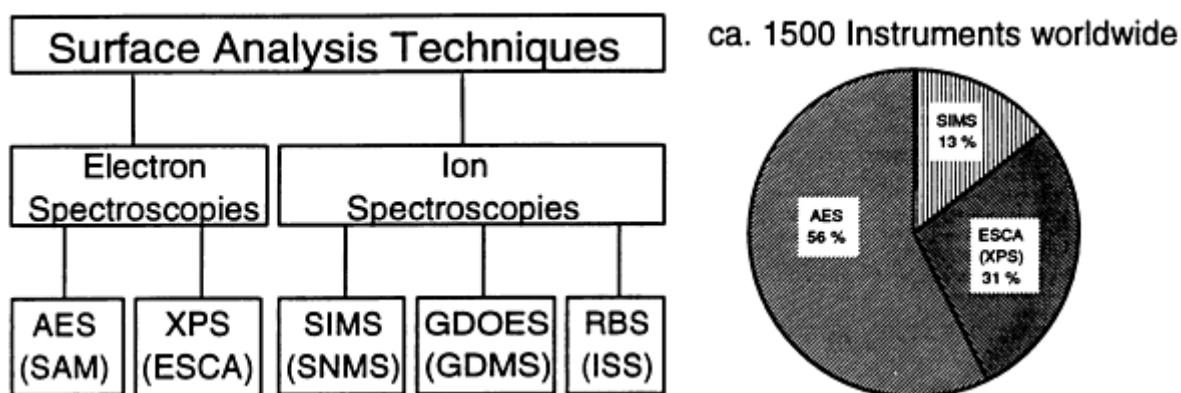 Surface Analysis Techniques
Electron
Spectroscopies
Ion
Spectroscopies
AES
(SAM)
XPS
(ESCA)
SIMS
(SNMS)
GDOES
(GDMS)
RBS
(ISS)
ca. 1500 Instruments worldwide
SIMS
13 %
AES
56 %
ESCA
(XPS)
31 %